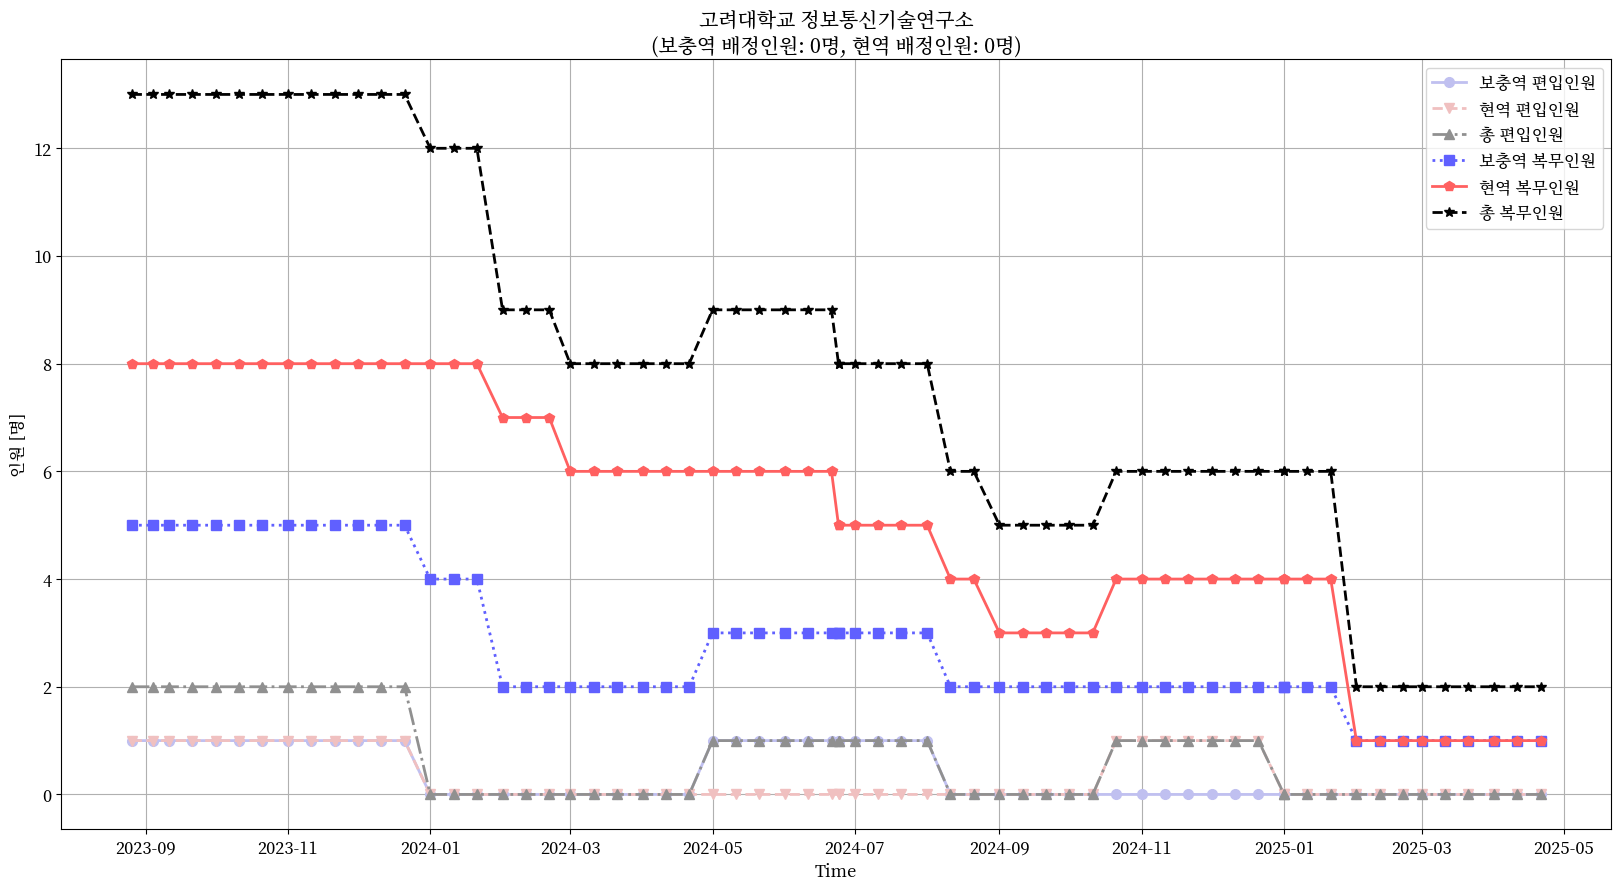 고려대학교 정보통신기술연구소
(보충역 배정인원: 0명, 현역 배정인원: 0명)
보충역 편입인원
현역 편입인원
총 편입인원
보충역 복무인원
현역 복무인원
총 복무인원
인원 [명]
12
10
8
6
4
2
0
2023-09
2023-11
2024-01
2024-03
2024-05
2024-07
2024-09
2024-11
2025-01
2025-03
2025-05
Time